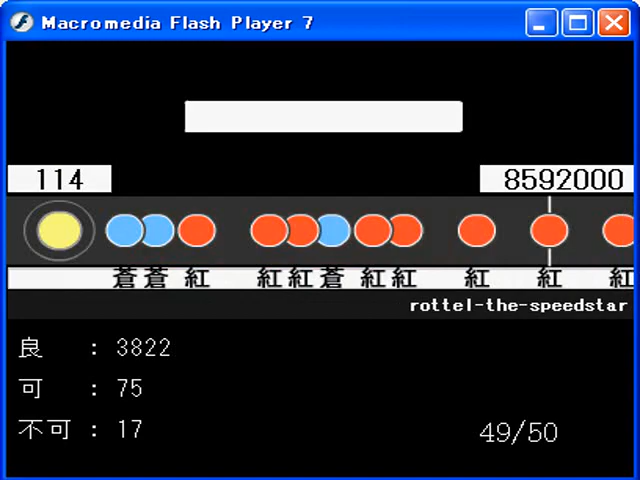 Macromedia Flash Player 7
114
8592000
蒼 蒼 紅 紅 紅 蒼 紅 紅 紅 紅 紅
rottel-the-speedstar
良 : 3822
可 : 75
不可 : 17
49/50